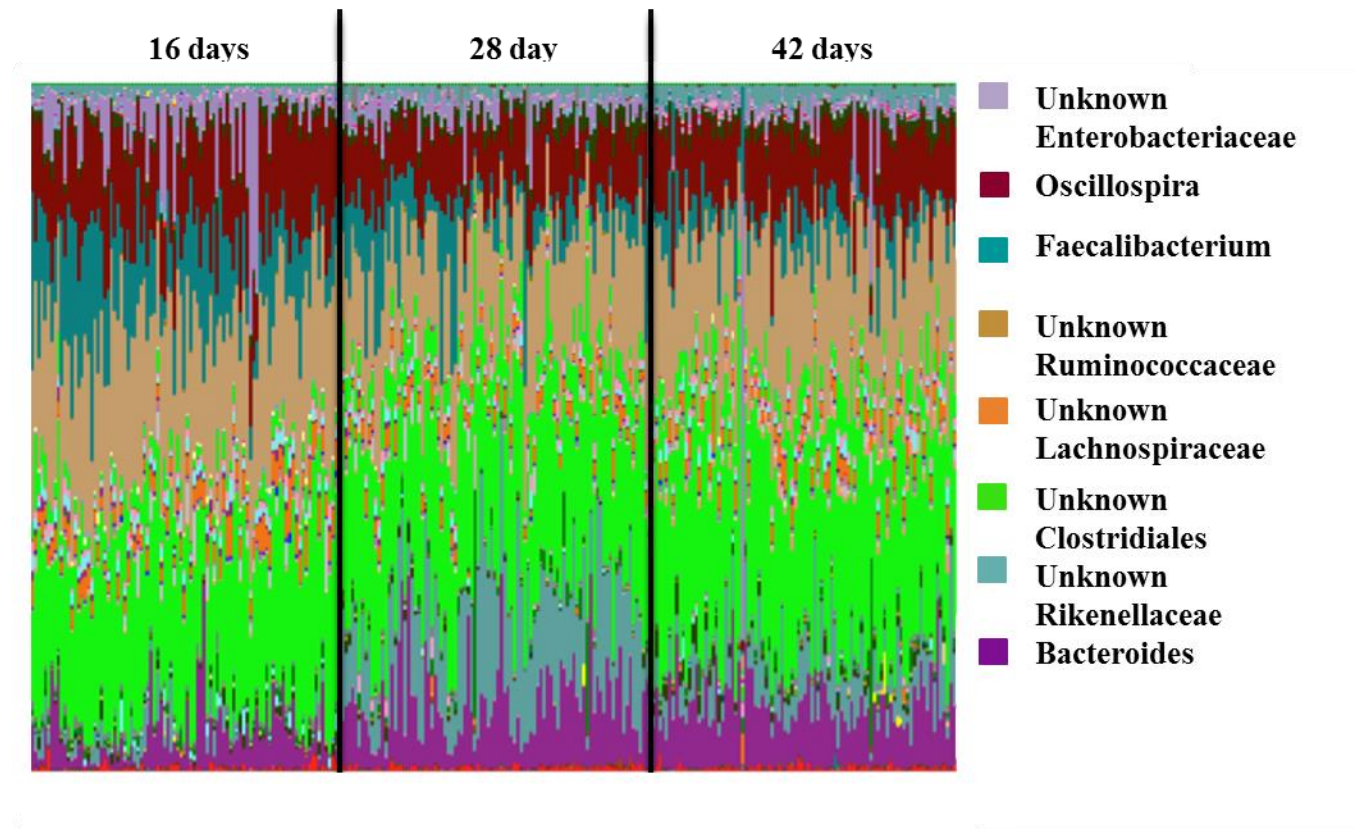 16 days
28 day
42 days
Unknown
Enterobacteriaceae
Oscillospira
Faecalibacterium
Unknown
Ruminococcaceae
Unknown
Lachnospiraceae
Unknown
Clostridiales
Unknown
Rikenellaceae
Bacteroides